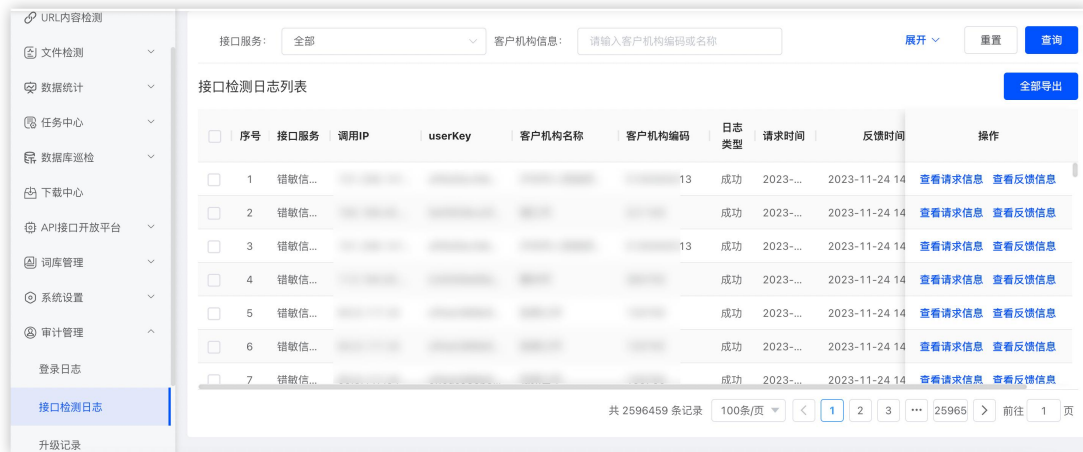 URL内容检测
文件检测
数据统计
任务中心
数据库巡检
下载中心
API接口开放平台
词库管理
系统设置
审计管理
登录日志
接口检测日志
升级记录
接口服务： 全部 客户机构信息： 请输入客户机构编码或名称 展开 重置 查询
接口检测日志列表 全部导出
序号 接口服务 调用IP userKey 客户机构名称 客户机构编码 日志类型 请求时间 反馈时间 操作
1 错敏信... 13 成功 2023-... 2023-11-24 14 查看请求信息 查看反馈信息
2 错敏信... 成功 2023-... 2023-11-24 14 查看请求信息 查看反馈信息
3 错敏信... 13 成功 2023-... 2023-11-24 14 查看请求信息 查看反馈信息
4 错敏信... 成功 2023-... 2023-11-24 14 查看请求信息 查看反馈信息
5 错敏信... 成功 2023-... 2023-11-24 14 查看请求信息 查看反馈信息
6 错敏信... 成功 2023-... 2023-11-24 14 查看请求信息 查看反馈信息
7 错敏信... 成功 2023-... 2023-11-24 14 查看请求信息 查看反馈信息
共 2596459 条记录 100条/页 < 1 2 3 ··· 25965 > 前往 1 页